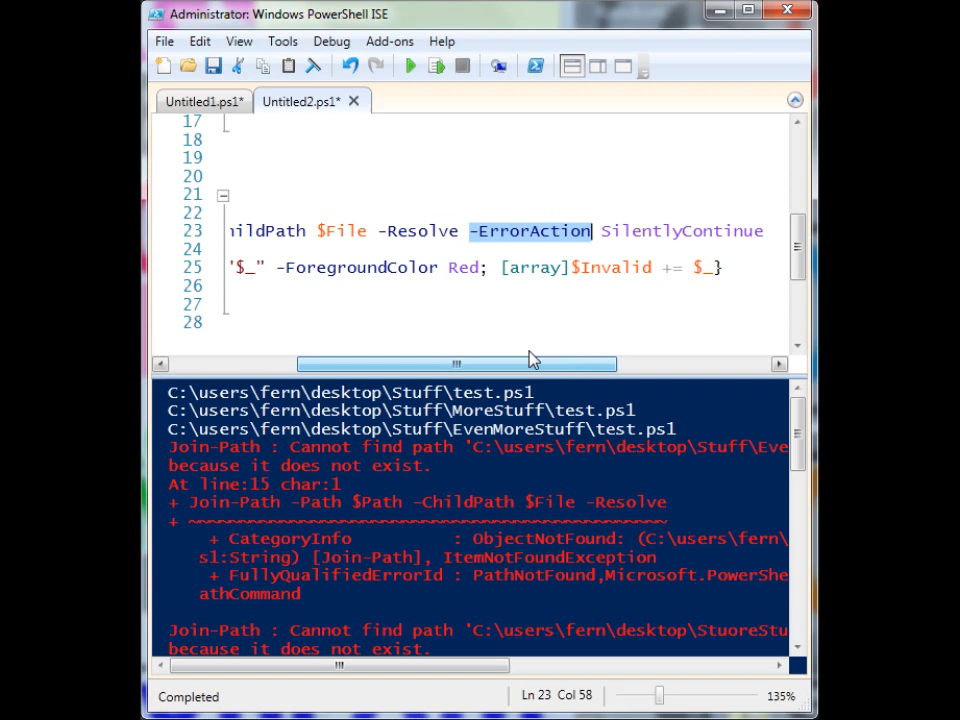 Administrator: Windows PowerShell ISE
File Edit View Tools Debug Add-ons Help
Untitled1.ps1* Untitled2.ps1*
17
18
19
20
21
22
23 hildPath $File -Resolve -ErrorAction SilentlyContinue
24
25 "$_" -ForegroundColor Red; [array]$Invalid += $_}
26
27
28
C:\users\fern\desktop\Stuff\test.ps1
C:\users\fern\desktop\Stuff\MoreStuff\test.ps1
C:\users\fern\desktop\Stuff\EvenMoreStuff\test.ps1
Join-Path : Cannot find path 'C:\users\fern\desktop\Stuff\Eve
because it does not exist.
At line:15 char:1
+ Join-Path -Path $Path -ChildPath $File -Resolve
+ ~~~~~~~~~~~~~~~~~~~~~~~~~~~~~~~~~~~~~~~~~~~~~~~
+ CategoryInfo : ObjectNotFound: (C:\users\fern\
s1:String) [Join-Path], ItemNotFoundException
+ FullyQualifiedErrorId : PathNotFound,Microsoft.PowerShe
athCommand
Join-Path : Cannot find path 'C:\users\fern\desktop\StuoreStu
because it does not exist.
Completed Ln 23 Col 58 135%